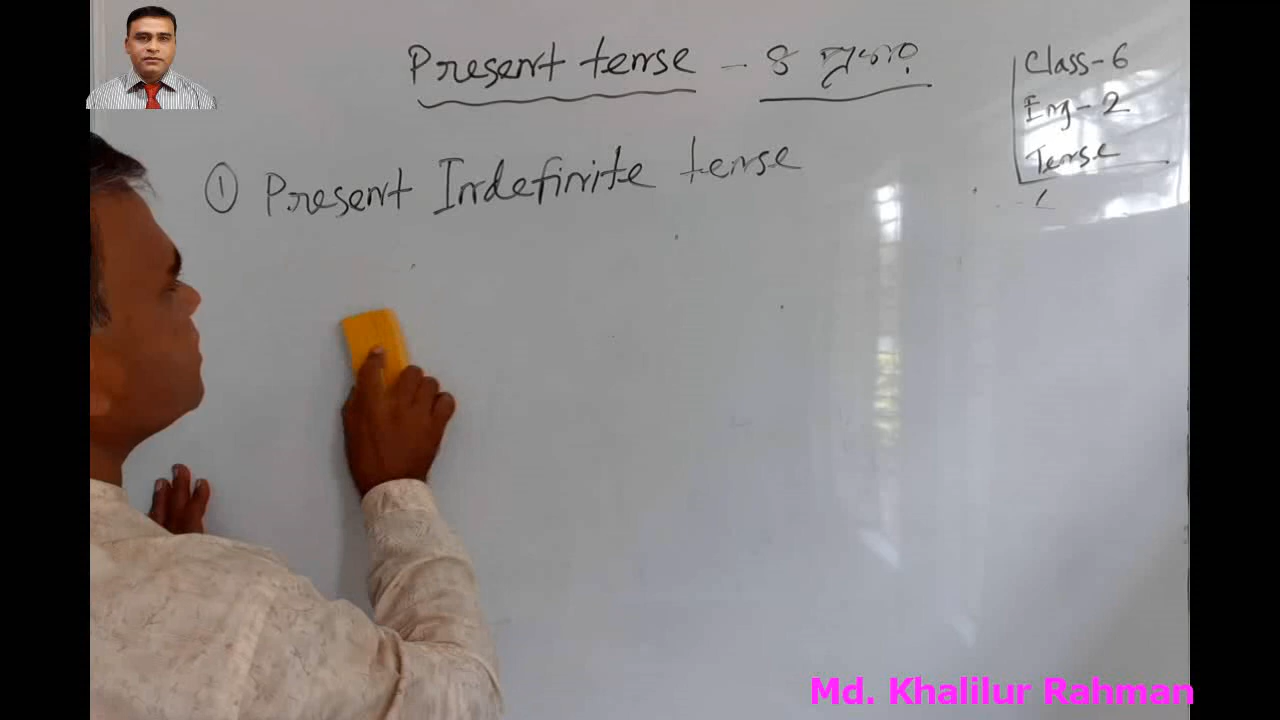 Present tense - ৪ প্রকার
Class-6
Eng-2
Tense
① Present Indefinite tense
Md. Khalilur Rahman